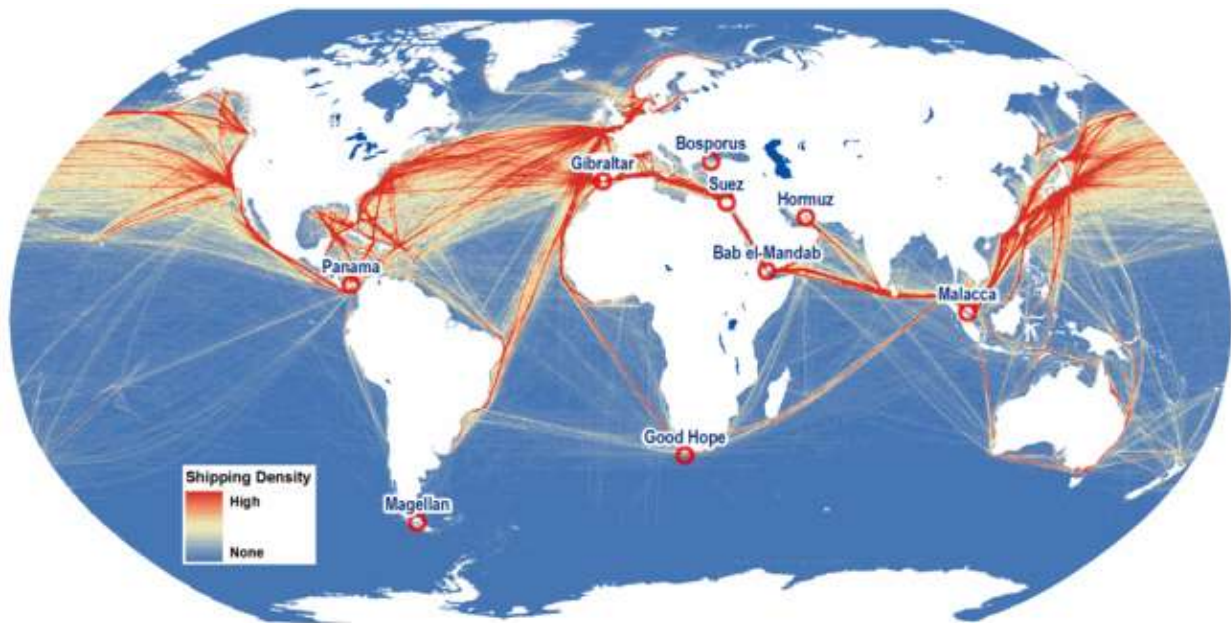 Bosporus
Gibraltar
Suez
Hormuz
Bab el-Mandab
Panama
Malacca
Good Hope
Magellan
Shipping Density
High
None